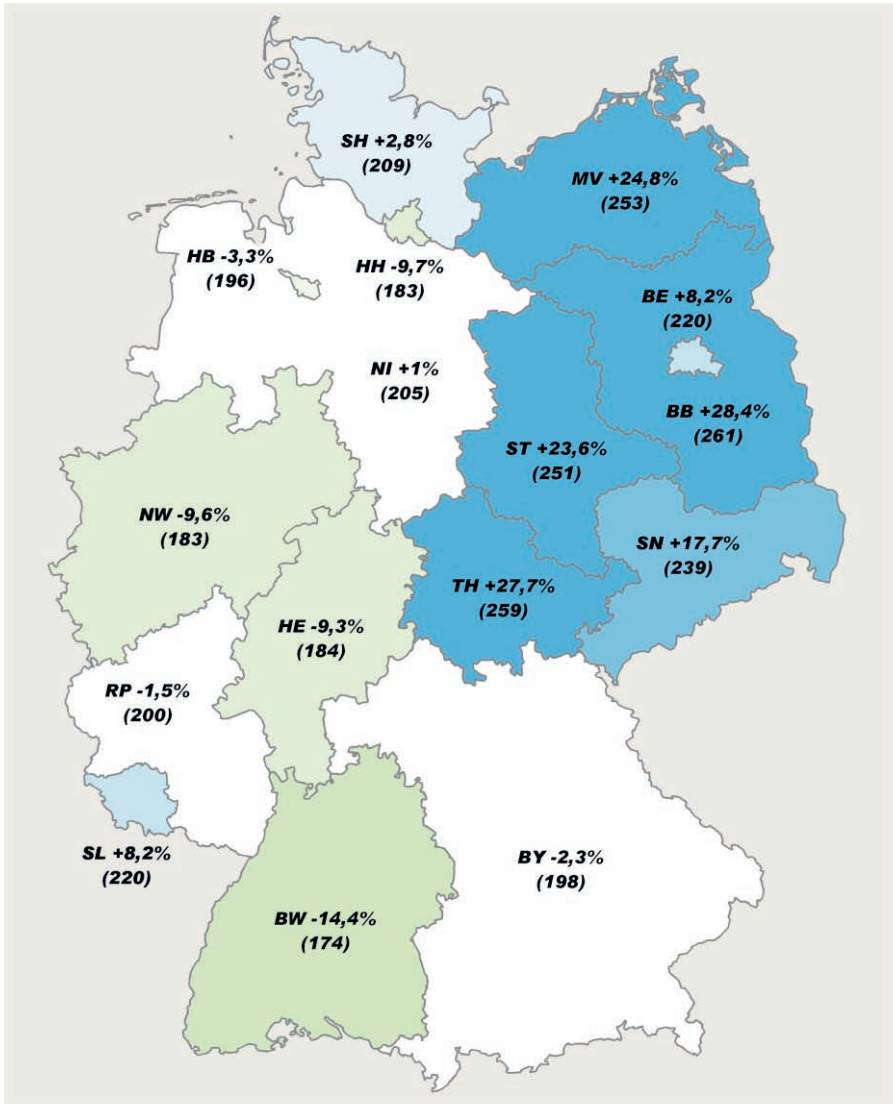 SH +2,8%
(209)
MV +24,8%
(253)
HB -3,3%
(196)
HH -9,7%
(183)
BE +8,2%
(220)
NI +1%
(205)
BB +28,4%
(261)
ST +23,6%
(251)
NW -9,6%
(183)
SN +17,7%
(239)
TH +27,7%
(259)
HE -9,3%
(184)
RP -1,5%
(200)
SL +8,2%
(220)
BY -2,3%
(198)
BW -14,4%
(174)